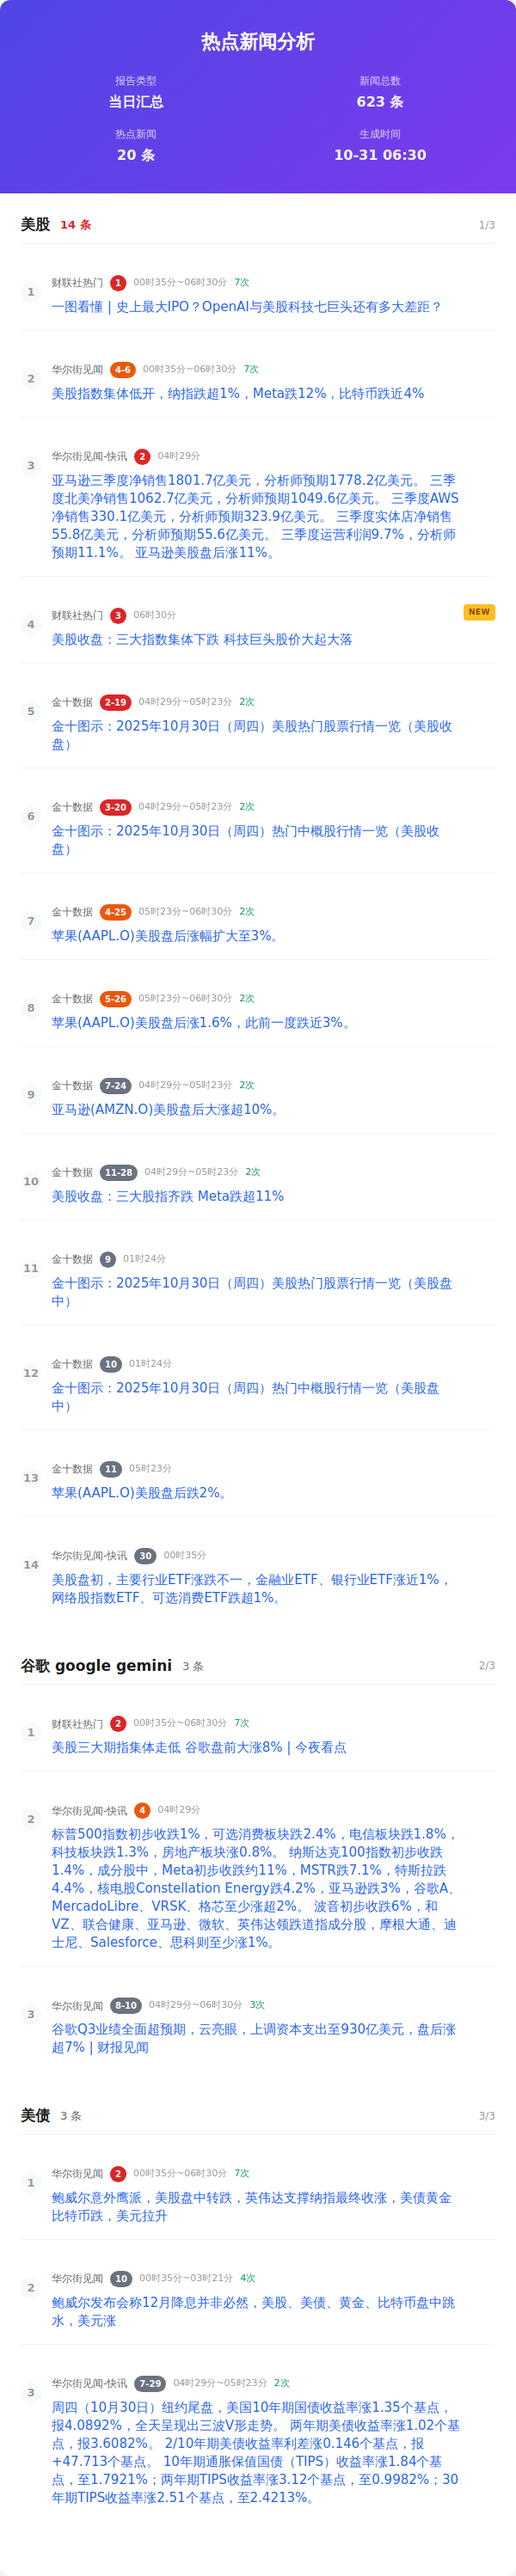 热点新闻分析
报告类型
当日汇总
新闻总数
623 条
热点新闻
20 条
生成时间
10-31 06:30
美股 14 条 1/3
1
财联社热门 1 00时35分~06时30分 7次
一图看懂 | 史上最大IPO？OpenAI与美股科技七巨头还有多大差距？
2
华尔街见闻 4-6 00时35分~06时30分 7次
美股指数集体低开，纳指跌超1%，Meta跌12%，比特币跌近4%
3
华尔街见闻-快讯 2 04时29分
亚马逊三季度净销售1801.7亿美元，分析师预期1778.2亿美元。 三季
度北美净销售1062.7亿美元，分析师预期1049.6亿美元。 三季度AWS
净销售330.1亿美元，分析师预期323.9亿美元。 三季度实体店净销售
55.8亿美元，分析师预期55.6亿美元。 三季度运营利润9.7%，分析师
预期11.1%。 亚马逊美股盘后涨11%。
4
财联社热门 3 06时30分
NEW
美股收盘：三大指数集体下跌 科技巨头股价大起大落
5
金十数据 2-19 04时29分~05时23分 2次
金十图示：2025年10月30日（周四）美股热门股票行情一览（美股收
盘）
6
金十数据 3-20 04时29分~05时23分 2次
金十图示：2025年10月30日（周四）热门中概股行情一览（美股收
盘）
7
金十数据 4-25 05时23分~06时30分 2次
苹果(AAPL.O)美股盘后涨幅扩大至3%。
8
金十数据 5-26 05时23分~06时30分 2次
苹果(AAPL.O)美股盘后涨1.6%，此前一度跌近3%。
9
金十数据 7-24 04时29分~05时23分 2次
亚马逊(AMZN.O)美股盘后大涨超10%。
10
金十数据 11-28 04时29分~05时23分 2次
美股收盘：三大股指齐跌 Meta跌超11%
11
金十数据 9 01时24分
金十图示：2025年10月30日（周四）美股热门股票行情一览（美股盘
中）
12
金十数据 10 01时24分
金十图示：2025年10月30日（周四）热门中概股行情一览（美股盘
中）
13
金十数据 11 05时23分
苹果(AAPL.O)美股盘后跌2%。
14
华尔街见闻-快讯 30 00时35分
美股盘初，主要行业ETF涨跌不一，金融业ETF、银行业ETF涨近1%，
网络股指数ETF、可选消费ETF跌超1%。
谷歌 google gemini 3 条 2/3
1
财联社热门 2 00时35分~06时30分 7次
美股三大期指集体走低 谷歌盘前大涨8% | 今夜看点
2
华尔街见闻-快讯 4 04时29分
标普500指数初步收跌1%，可选消费板块跌2.4%，电信板块跌1.8%，
科技板块跌1.3%，房地产板块涨0.8%。 纳斯达克100指数初步收跌
1.4%，成分股中，Meta初步收跌约11%，MSTR跌7.1%，特斯拉跌
4.4%，核电股Constellation Energy跌4.2%，亚马逊跌3%，谷歌A、
MercadoLibre、VRSK、格芯至少涨超2%。 波音初步收跌6%，和
VZ、联合健康、亚马逊、微软、英伟达领跌道指成分股，摩根大通、迪
士尼、Salesforce、思科则至少涨1%。
3
华尔街见闻 8-10 04时29分~06时30分 3次
谷歌Q3业绩全面超预期，云亮眼，上调资本支出至930亿美元，盘后涨
超7% | 财报见闻
美债 3 条 3/3
1
华尔街见闻 2 00时35分~06时30分 7次
鲍威尔意外鹰派，美股盘中转跌，英伟达支撑纳指最终收涨，美债黄金
比特币跌，美元拉升
2
华尔街见闻 10 00时35分~03时21分 4次
鲍威尔发布会称12月降息并非必然，美股、美债、黄金、比特币盘中跳
水，美元涨
3
华尔街见闻-快讯 7-29 04时29分~05时23分 2次
周四（10月30日）纽约尾盘，美国10年期国债收益率涨1.35个基点，
报4.0892%，全天呈现出三波V形走势。 两年期美债收益率涨1.02个基
点，报3.6082%。 2/10年期美债收益率利差涨0.146个基点，报
+47.713个基点。 10年期通胀保值国债（TIPS）收益率涨1.84个基
点，至1.7921%；两年期TIPS收益率涨3.12个基点，至0.9982%；30
年期TIPS收益率涨2.51个基点，至2.4213%。